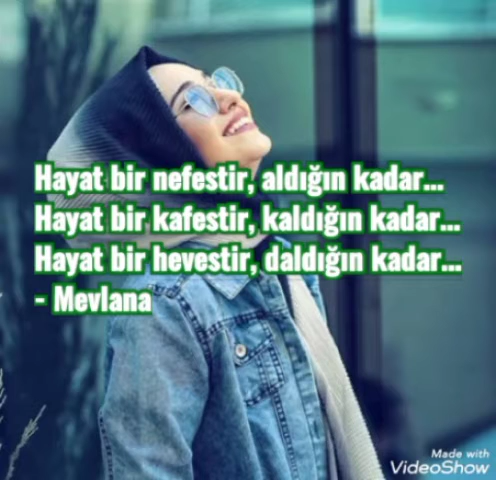 Hayat bir nefestir, aldığın kadar...
Hayat bir kafestir, kaldığın kadar...
Hayat bir hevestir, daldığın kadar...
- Mevlana
Made with
VideoShow